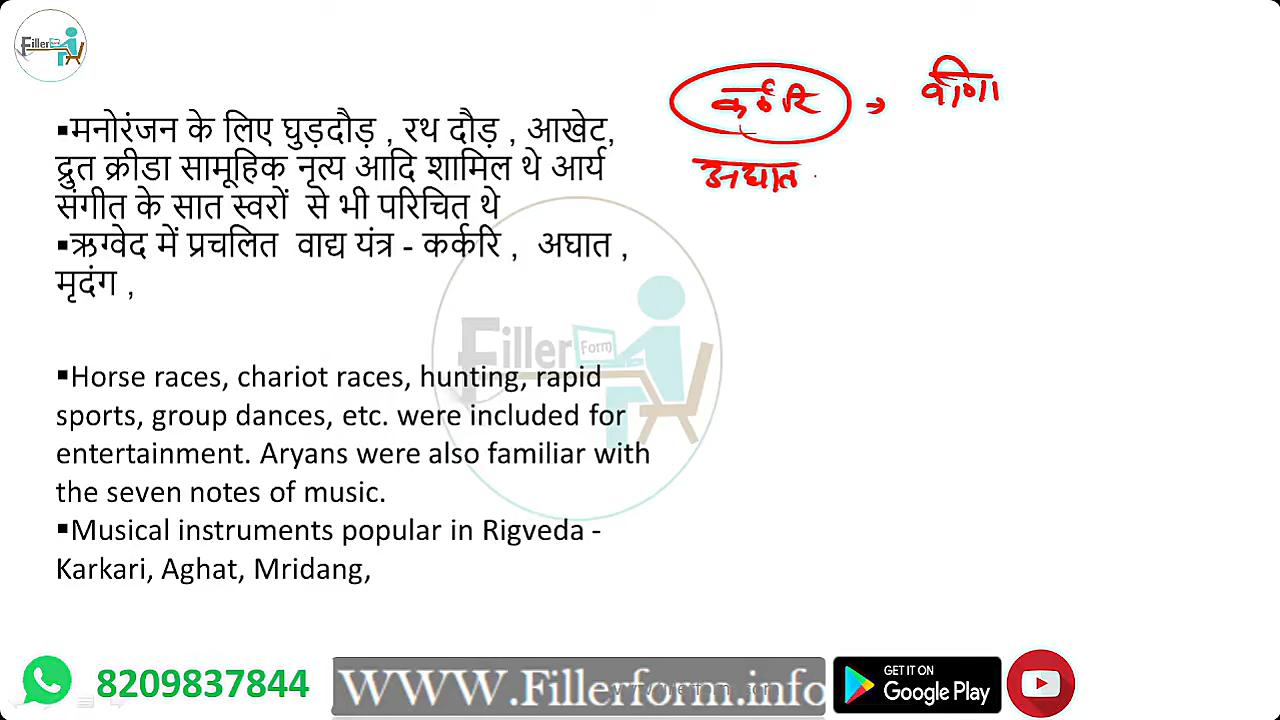 Filler Form
कर्करि → वीणा
अघात
▪मनोरंजन के लिए घुड़दौड़ , रथ दौड़ , आखेट,
द्रुत क्रीडा सामूहिक नृत्य आदि शामिल थे आर्य
संगीत के सात स्वरों से भी परिचित थे
▪ऋग्वेद में प्रचलित वाद्य यंत्र - कर्करि , अघात ,
मृदंग ,
Filler Form
▪Horse races, chariot races, hunting, rapid
sports, group dances, etc. were included for
entertainment. Aryans were also familiar with
the seven notes of music.
▪Musical instruments popular in Rigveda -
Karkari, Aghat, Mridang,
8209837844
WWW.Fillerform.info
GET IT ON
Google Play